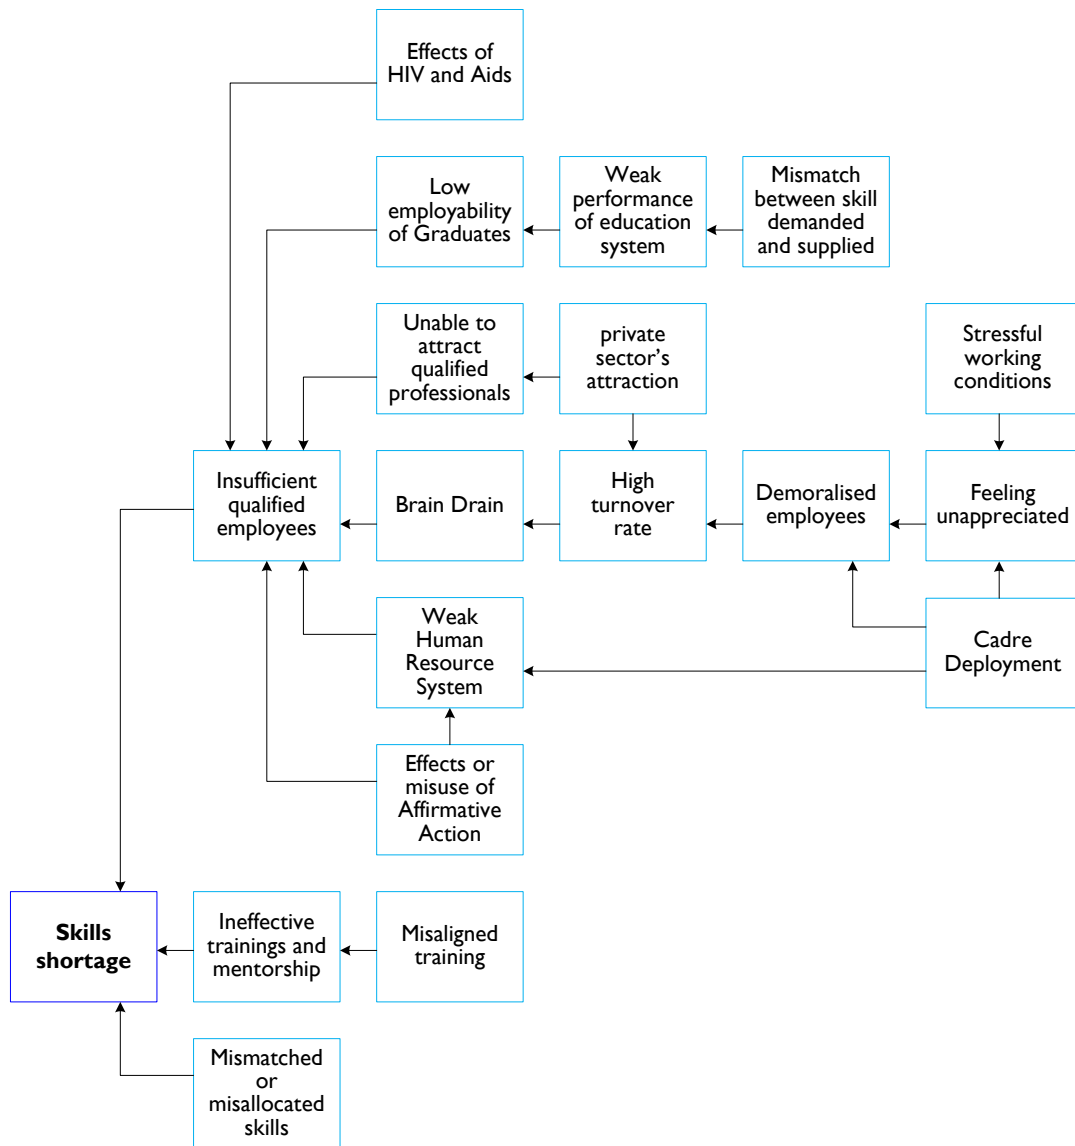 Effects of
HIV and Aids
Low
employability
of Graduates
Weak
performance
of education
system
Mismatch
between skill
demanded
and supplied
Unable to
attract
qualified
professionals
private
sector’s
attraction
Stressful
working
conditions
Insufficient
qualified
employees
Brain Drain
High
turnover
rate
Demoralised
employees
Feeling
unappreciated
Weak
Human
Resource
System
Cadre
Deployment
Effects or
misuse of
Affirmative
Action
Skills
shortage
Ineffective
trainings and
mentorship
Misaligned
training
Mismatched
or
misallocated
skills